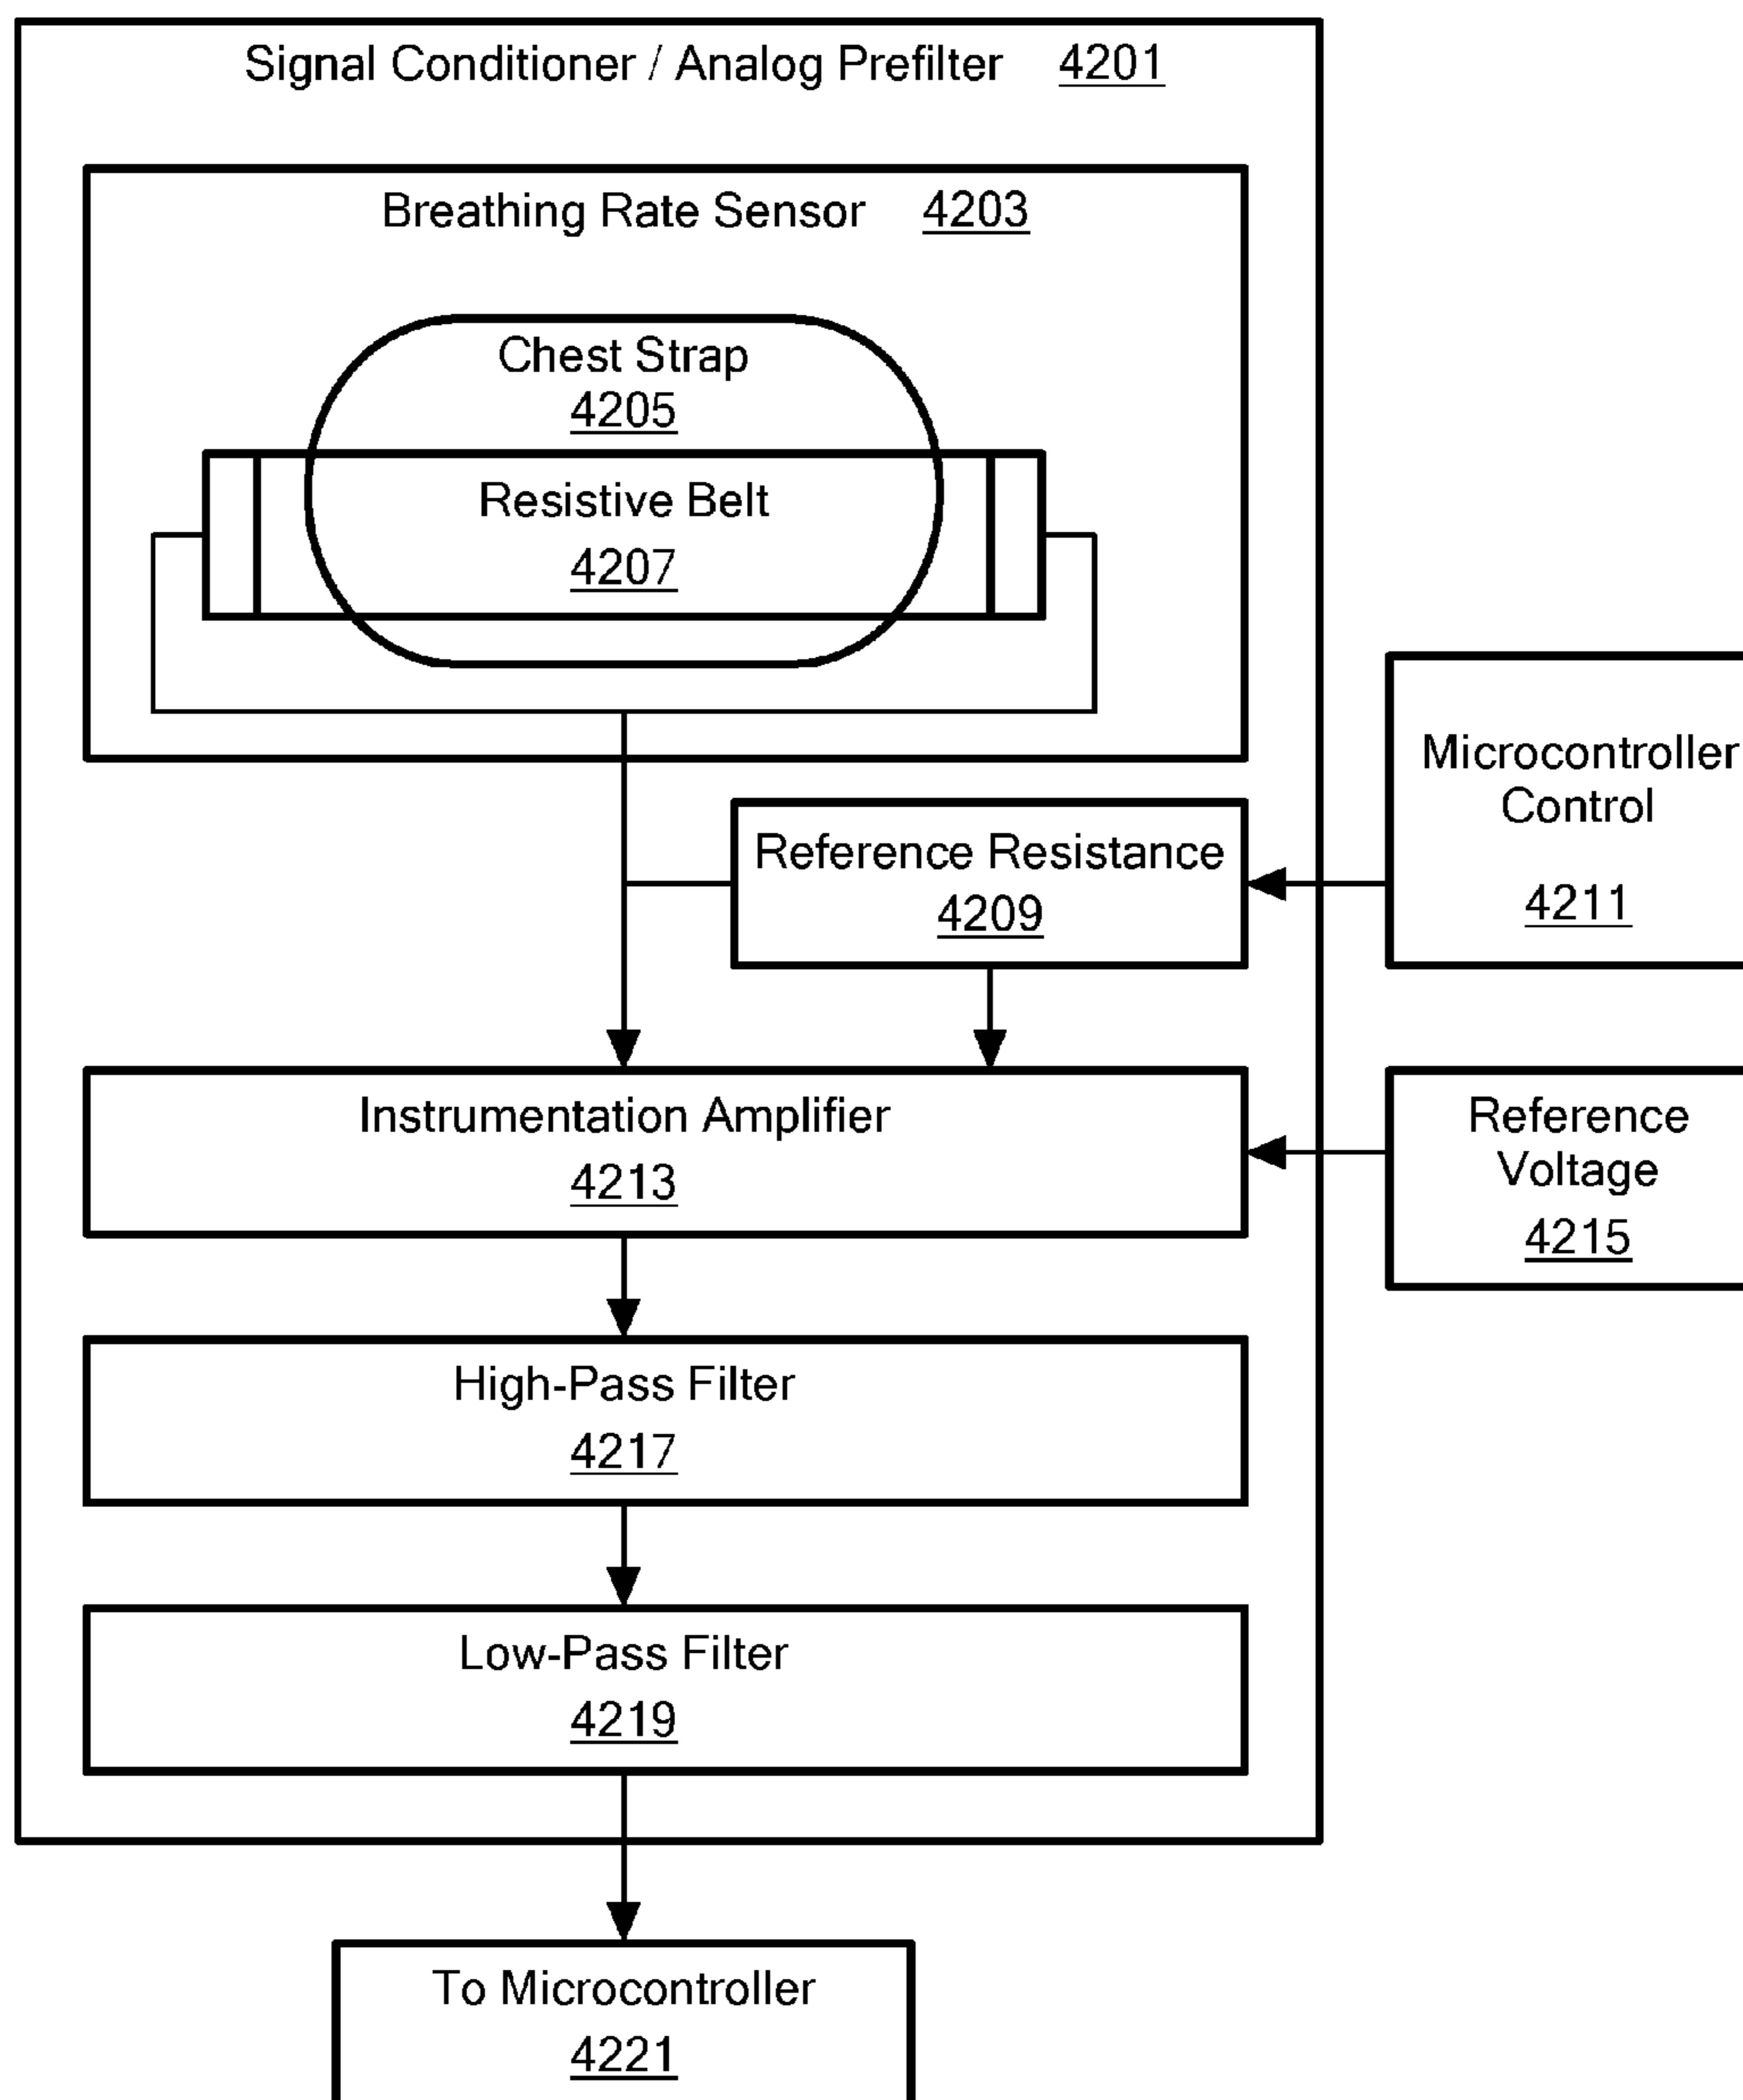 Signal Conditioner / Analog Prefilter 4201
Breathing Rate Sensor 4203
Chest Strap
4205
Resistive Belt
4207
Microcontroller
Control
4211
Reference Resistance
4209
Instrumentation Amplifier
4213
Reference
Voltage
4215
High-Pass Filter
4217
Low-Pass Filter
4219
To Microcontroller
4221